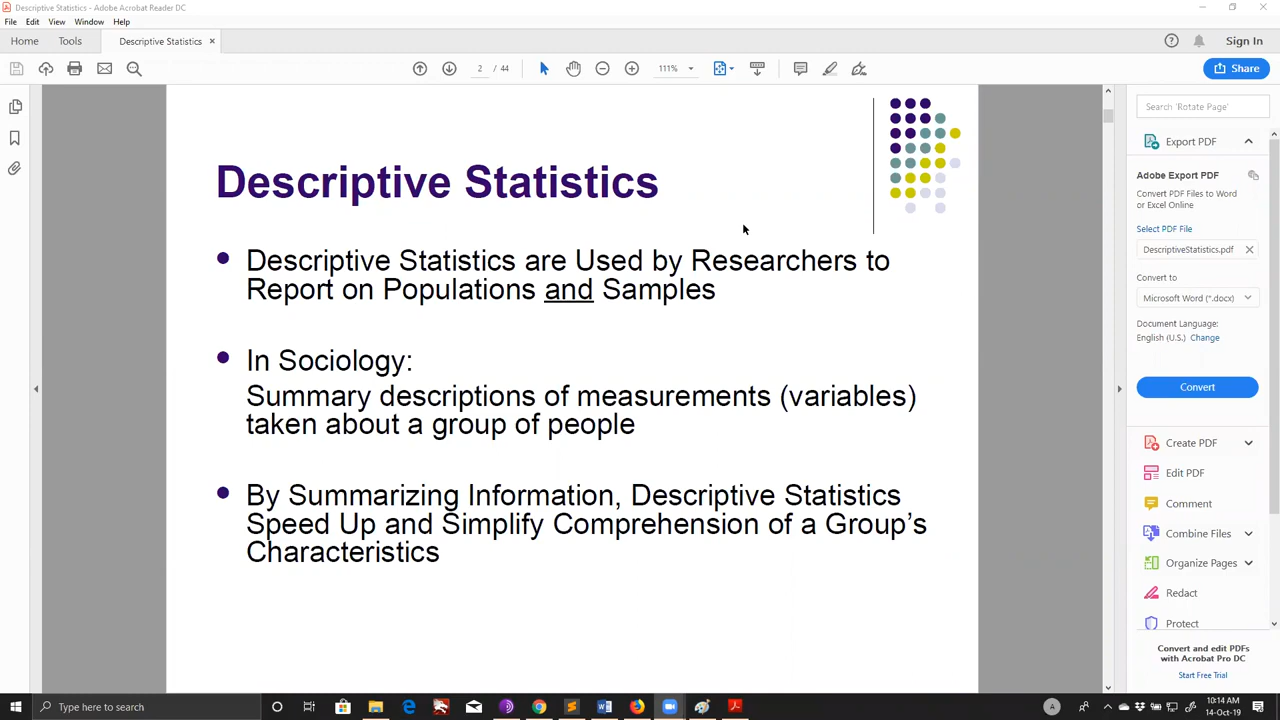 Descriptive Statistics - Adobe Acrobat Reader DC
File Edit View Window Help
Home Tools Descriptive Statistics × Sign In
2 / 44 111% Share
Descriptive Statistics
Descriptive Statistics are Used by Researchers to
Report on Populations and Samples
In Sociology:
Summary descriptions of measurements (variables)
taken about a group of people
By Summarizing Information, Descriptive Statistics
Speed Up and Simplify Comprehension of a Group’s
Characteristics
Search 'Rotate Page'
Export PDF
Adobe Export PDF
Convert PDF Files to Word
or Excel Online
Select PDF File
DescriptiveStatistics.pdf
Convert to
Microsoft Word (*.docx)
Document Language:
English (U.S.) Change
Convert
Create PDF
Edit PDF
Comment
Combine Files
Organize Pages
Redact
Protect
Convert and edit PDFs
with Acrobat Pro DC
Start Free Trial
Type here to search
10:14 AM
14-Oct-19